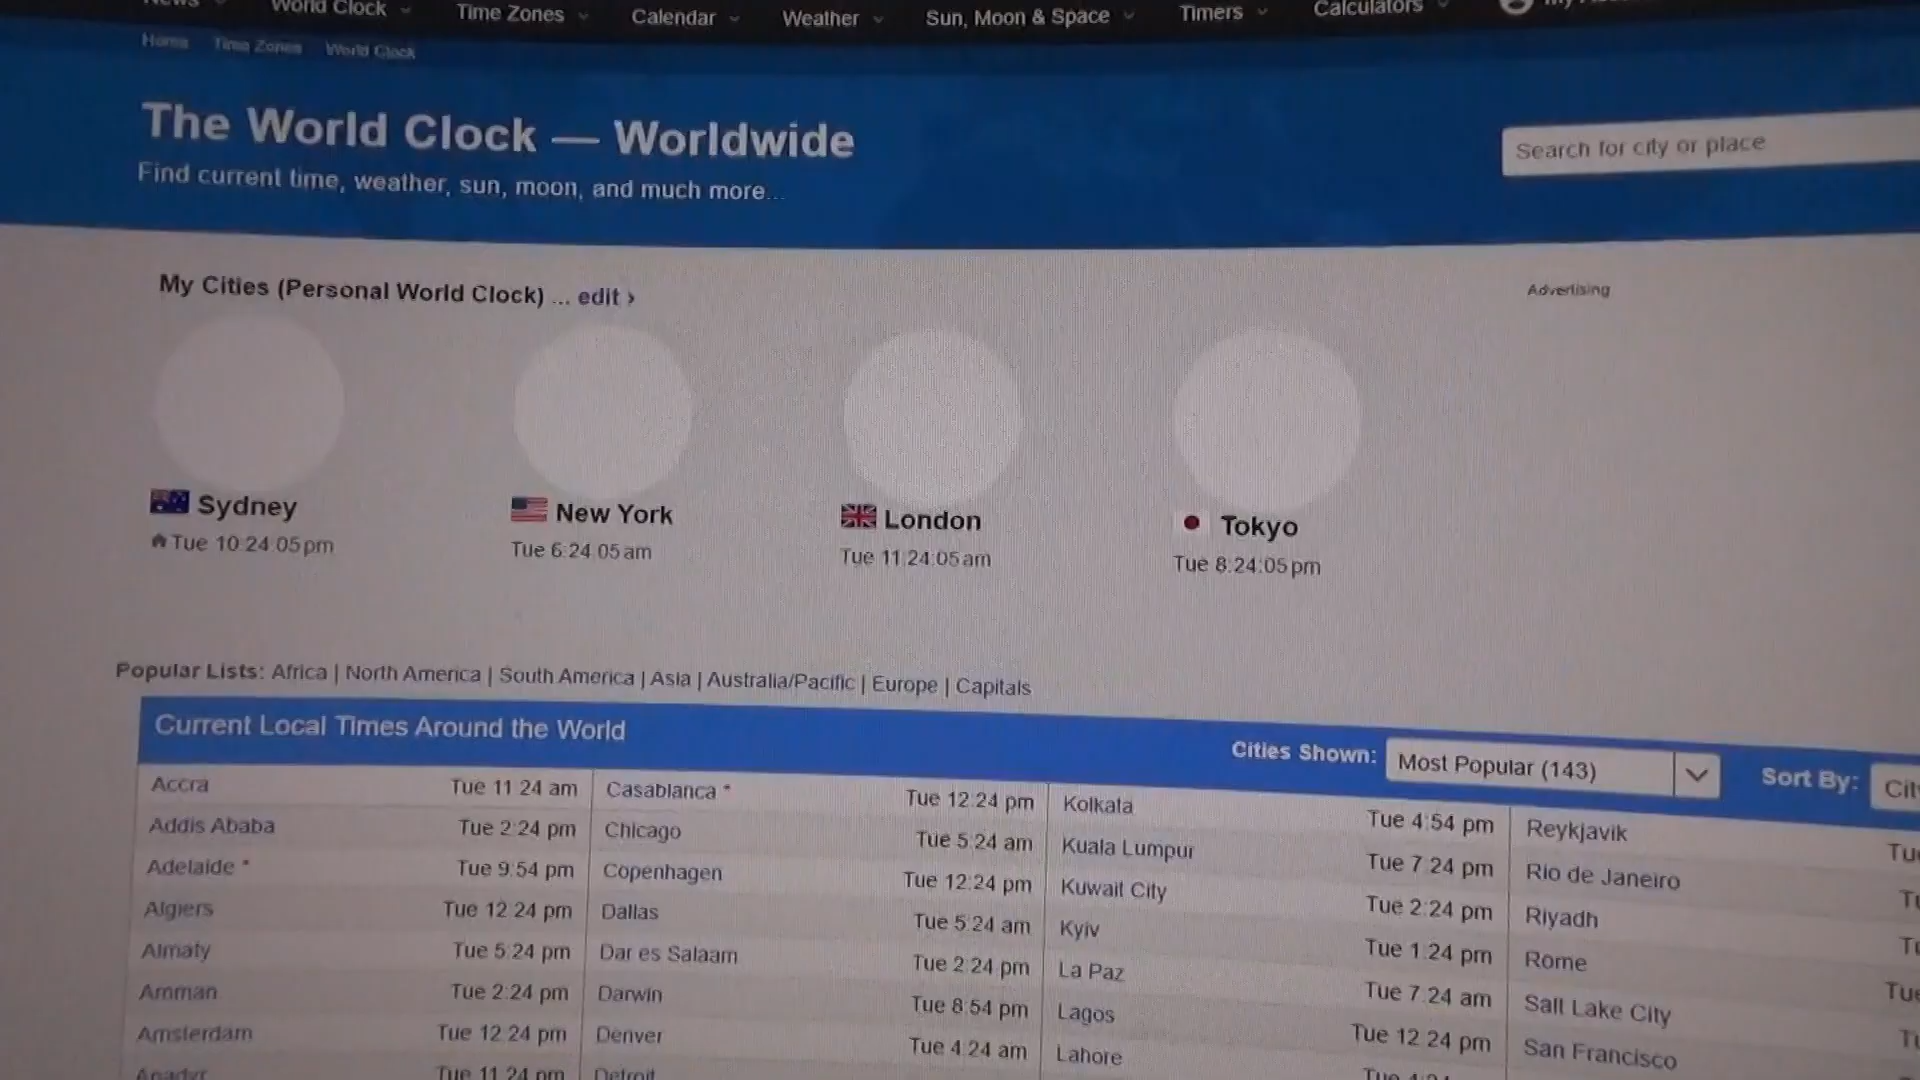 News World Clock Time Zones Calendar Weather Sun, Moon & Space Timers Calculators
Home Time Zones World Clock
The World Clock — Worldwide
Find current time, weather, sun, moon, and much more...
Search for city or place
My Cities (Personal World Clock) ... edit ›
Advertising
Sydney New York London Tokyo
Tue 10:24:05 pm Tue 6:24:05 am Tue 11:24:05 am Tue 8:24:05 pm
Popular Lists: Africa | North America | South America | Asia | Australia/Pacific | Europe | Capitals
Current Local Times Around the World Cities Shown: Most Popular (143) Sort By:
Accra Tue 11:24 am Casablanca * Tue 12:24 pm Kolkata Tue 4:54 pm Reykjavik
Addis Ababa Tue 2:24 pm Chicago Tue 5:24 am Kuala Lumpur Tue 7:24 pm Rio de Janeiro
Adelaide * Tue 9:54 pm Copenhagen Tue 12:24 pm Kuwait City Tue 2:24 pm Riyadh
Algiers Tue 12:24 pm Dallas Tue 5:24 am Kyiv Tue 1:24 pm Rome
Almaty Tue 5:24 pm Dar es Salaam Tue 2:24 pm La Paz Tue 7:24 am Salt Lake City
Amman Tue 2:24 pm Darwin Tue 8:54 pm Lagos Tue 12:24 pm San Francisco
Amsterdam Tue 12:24 pm Denver Tue 4:24 am Lahore
Anadyr Tue 11:24 pm Detroit